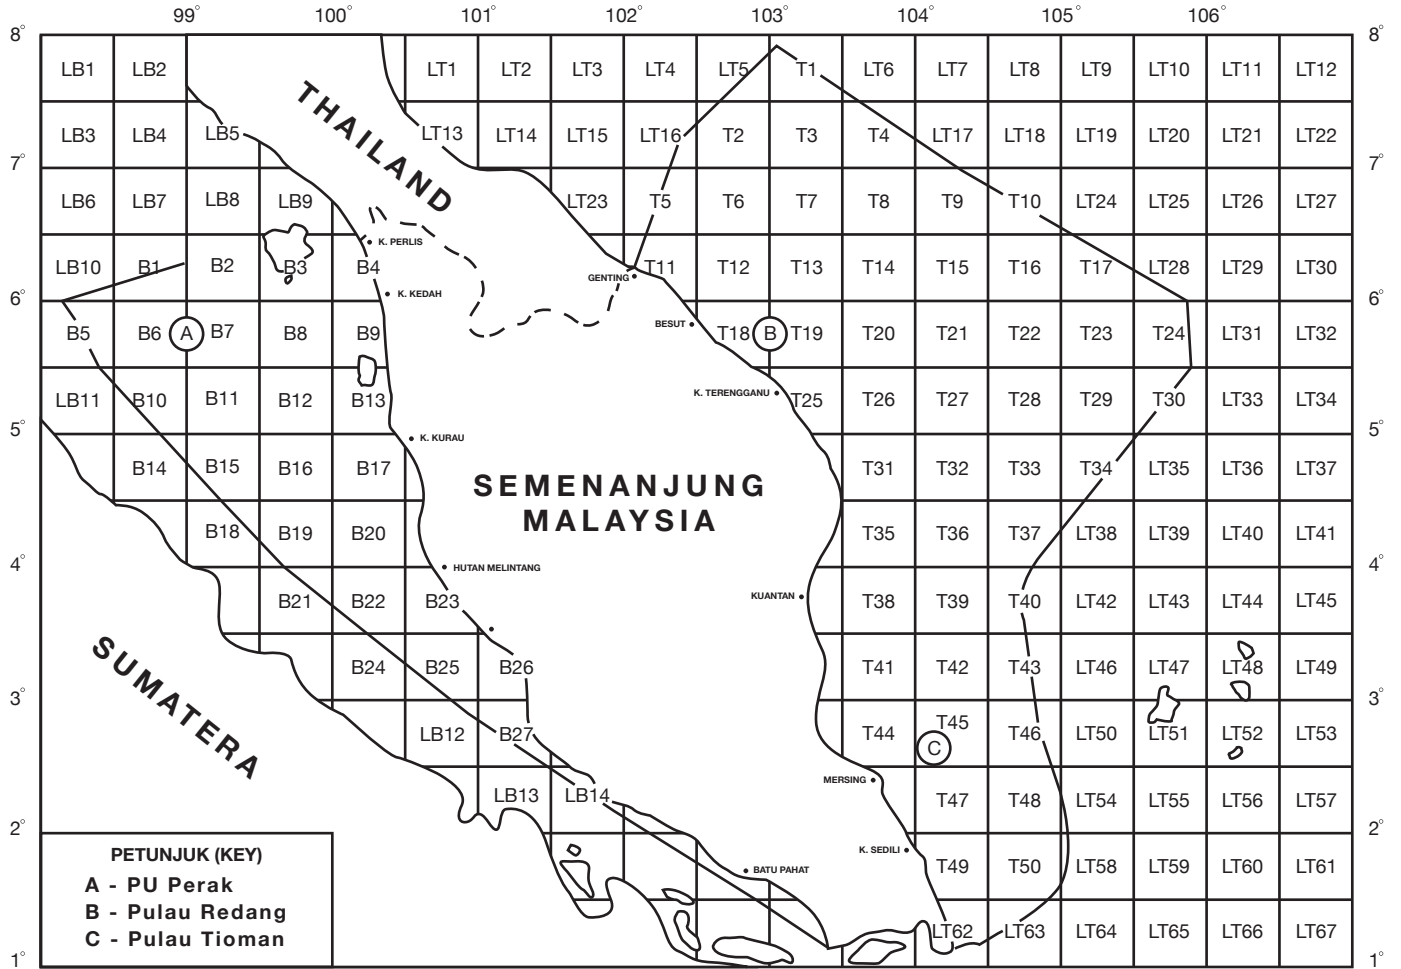 99° 100° 101° 102° 103° 104° 105° 106°
8° 8°
LB1 LB2 LT1 LT2 LT3 LT4 LT5 T1 LT6 LT7 LT8 LT9 LT10 LT11 LT12
THAILAND
LB3 LB4 LB5 LT13 LT14 LT15 LT16 T2 T3 T4 LT17 LT18 LT19 LT20 LT21 LT22
7° 7°
LB6 LB7 LB8 LB9 LT23 T5 T6 T7 T8 T9 T10 LT24 LT25 LT26 LT27
K. PERLIS
LB10 B1 B2 B3 B4 GENTING T11 T12 T13 T14 T15 T16 T17 LT28 LT29 LT30
K. KEDAH
6° 6°
BESUT
B5 B6 A B7 B8 B9 T18 B T19 T20 T21 T22 T23 T24 LT31 LT32
K. TERENGGANU
LB11 B10 B11 B12 B13 T25 T26 T27 T28 T29 T30 LT33 LT34
5° 5°
K. KURAU
B14 B15 B16 B17 T31 T32 T33 T34 LT35 LT36 LT37
SEMENANJUNG
MALAYSIA
B18 B19 B20 T35 T36 T37 LT38 LT39 LT40 LT41
4° 4°
HUTAN MELINTANG
KUANTAN
B21 B22 B23 T38 T39 T40 LT42 LT43 LT44 LT45
SUMATERA
B24 B25 B26 T41 T42 T43 LT46 LT47 LT48 LT49
3° 3°
LB12 B27 T44 T45 C T46 LT50 LT51 LT52 LT53
MERSING
LB13 LB14 T47 T48 LT54 LT55 LT56 LT57
2° 2°
K. SEDILI
BATU PAHAT
T49 T50 LT58 LT59 LT60 LT61
LT62 LT63 LT64 LT65 LT66 LT67
1° 1°
PETUNJUK (KEY)
A - PU Perak
B - Pulau Redang
C - Pulau Tioman